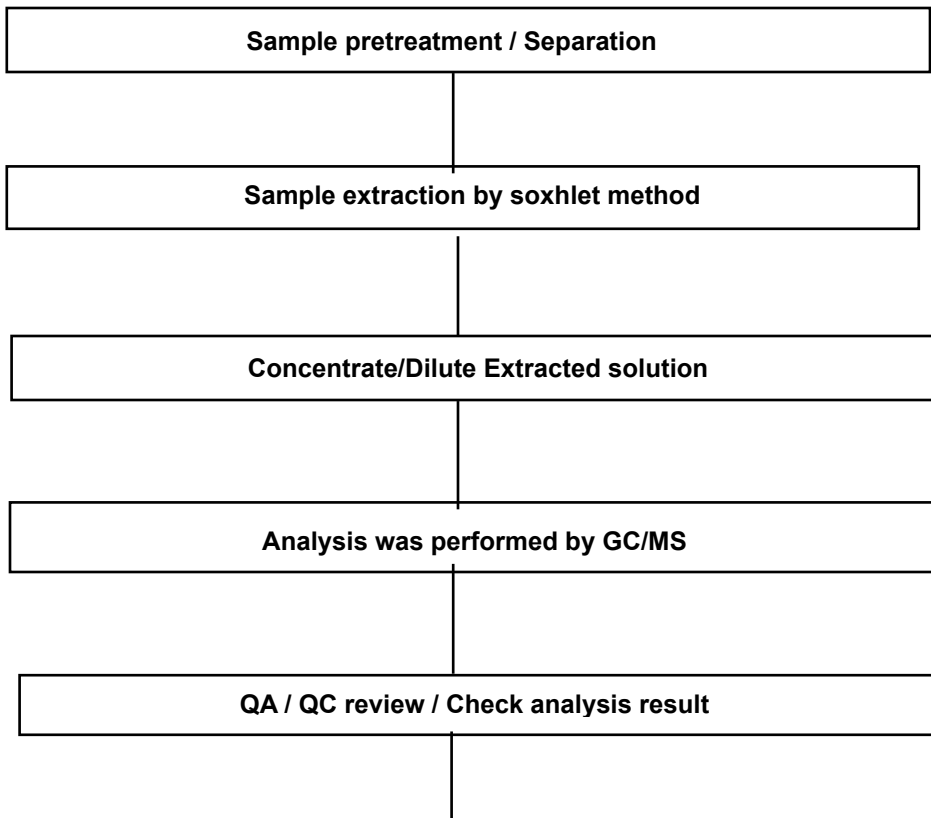 Sample pretreatment / Separation
Sample extraction by soxhlet method
Concentrate/Dilute Extracted solution
Analysis was performed by GC/MS
QA / QC review / Check analysis result